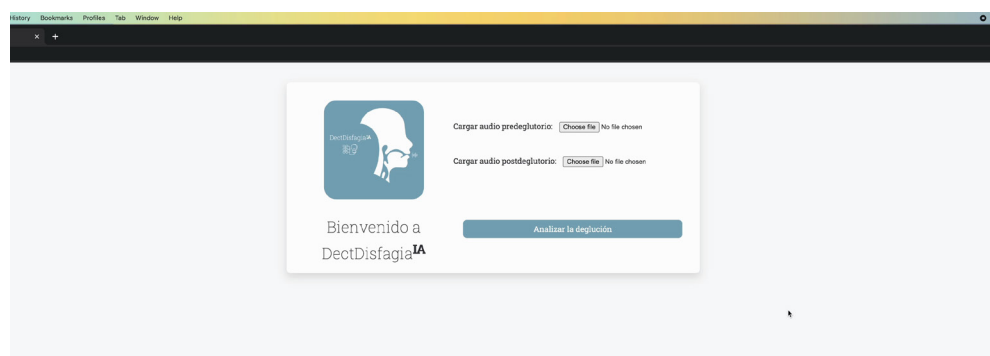 History Bookmarks Profiles Tab Window Help
DectDisfagiaIA
Cargar audio predeglutorio: Choose file No file chosen
Cargar audio postdeglutorio: Choose file No file chosen
Bienvenido a
DectDisfagiaIA
Analizar la deglución